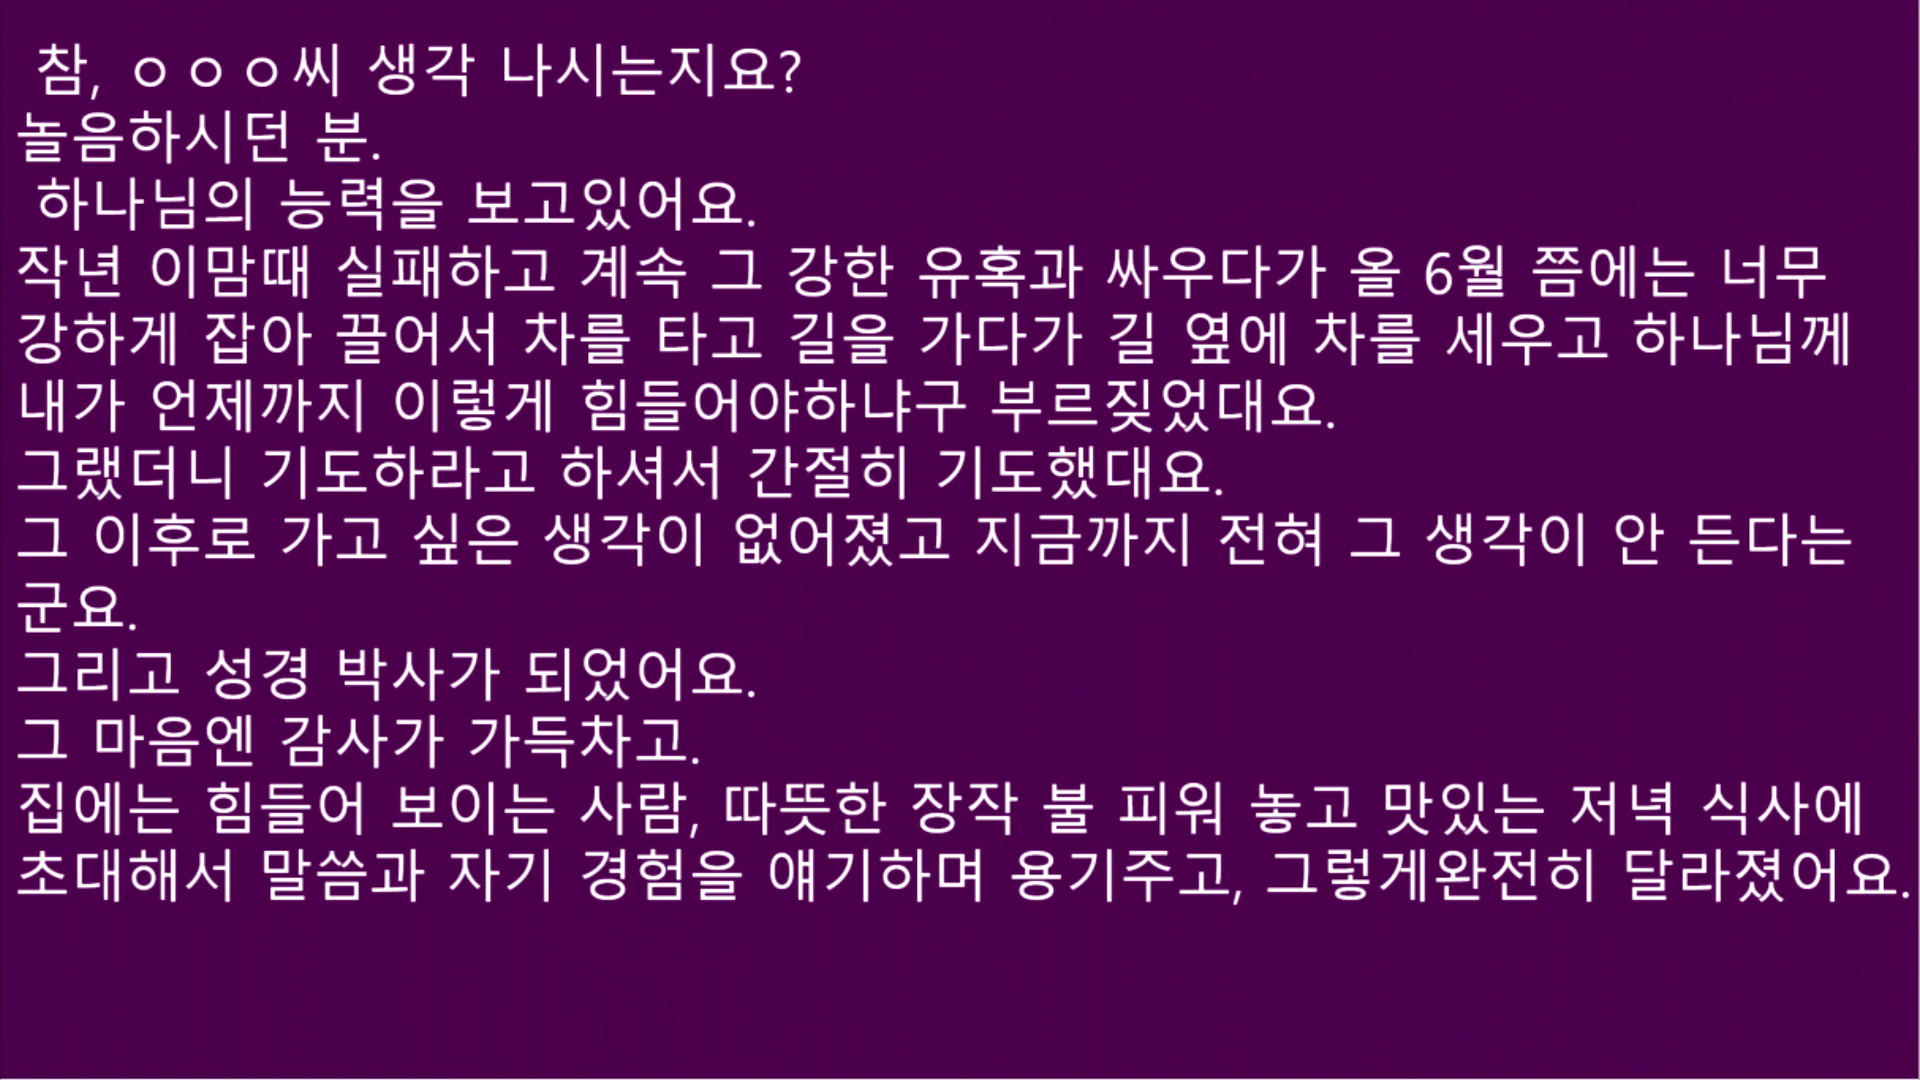 참, ㅇㅇㅇ씨 생각 나시는지요?
놀음하시던 분.
하나님의 능력을 보고있어요.
작년 이맘때 실패하고 계속 그 강한 유혹과 싸우다가 올 6월 쯤에는 너무
강하게 잡아 끌어서 차를 타고 길을 가다가 길 옆에 차를 세우고 하나님께
내가 언제까지 이렇게 힘들어야하냐구 부르짖었대요.
그랬더니 기도하라고 하셔서 간절히 기도했대요.
그 이후로 가고 싶은 생각이 없어졌고 지금까지 전혀 그 생각이 안 든다는
군요.
그리고 성경 박사가 되었어요.
그 마음엔 감사가 가득차고.
집에는 힘들어 보이는 사람, 따뜻한 장작 불 피워 놓고 맛있는 저녁 식사에
초대해서 말씀과 자기 경험을 얘기하며 용기주고, 그렇게완전히 달라졌어요.